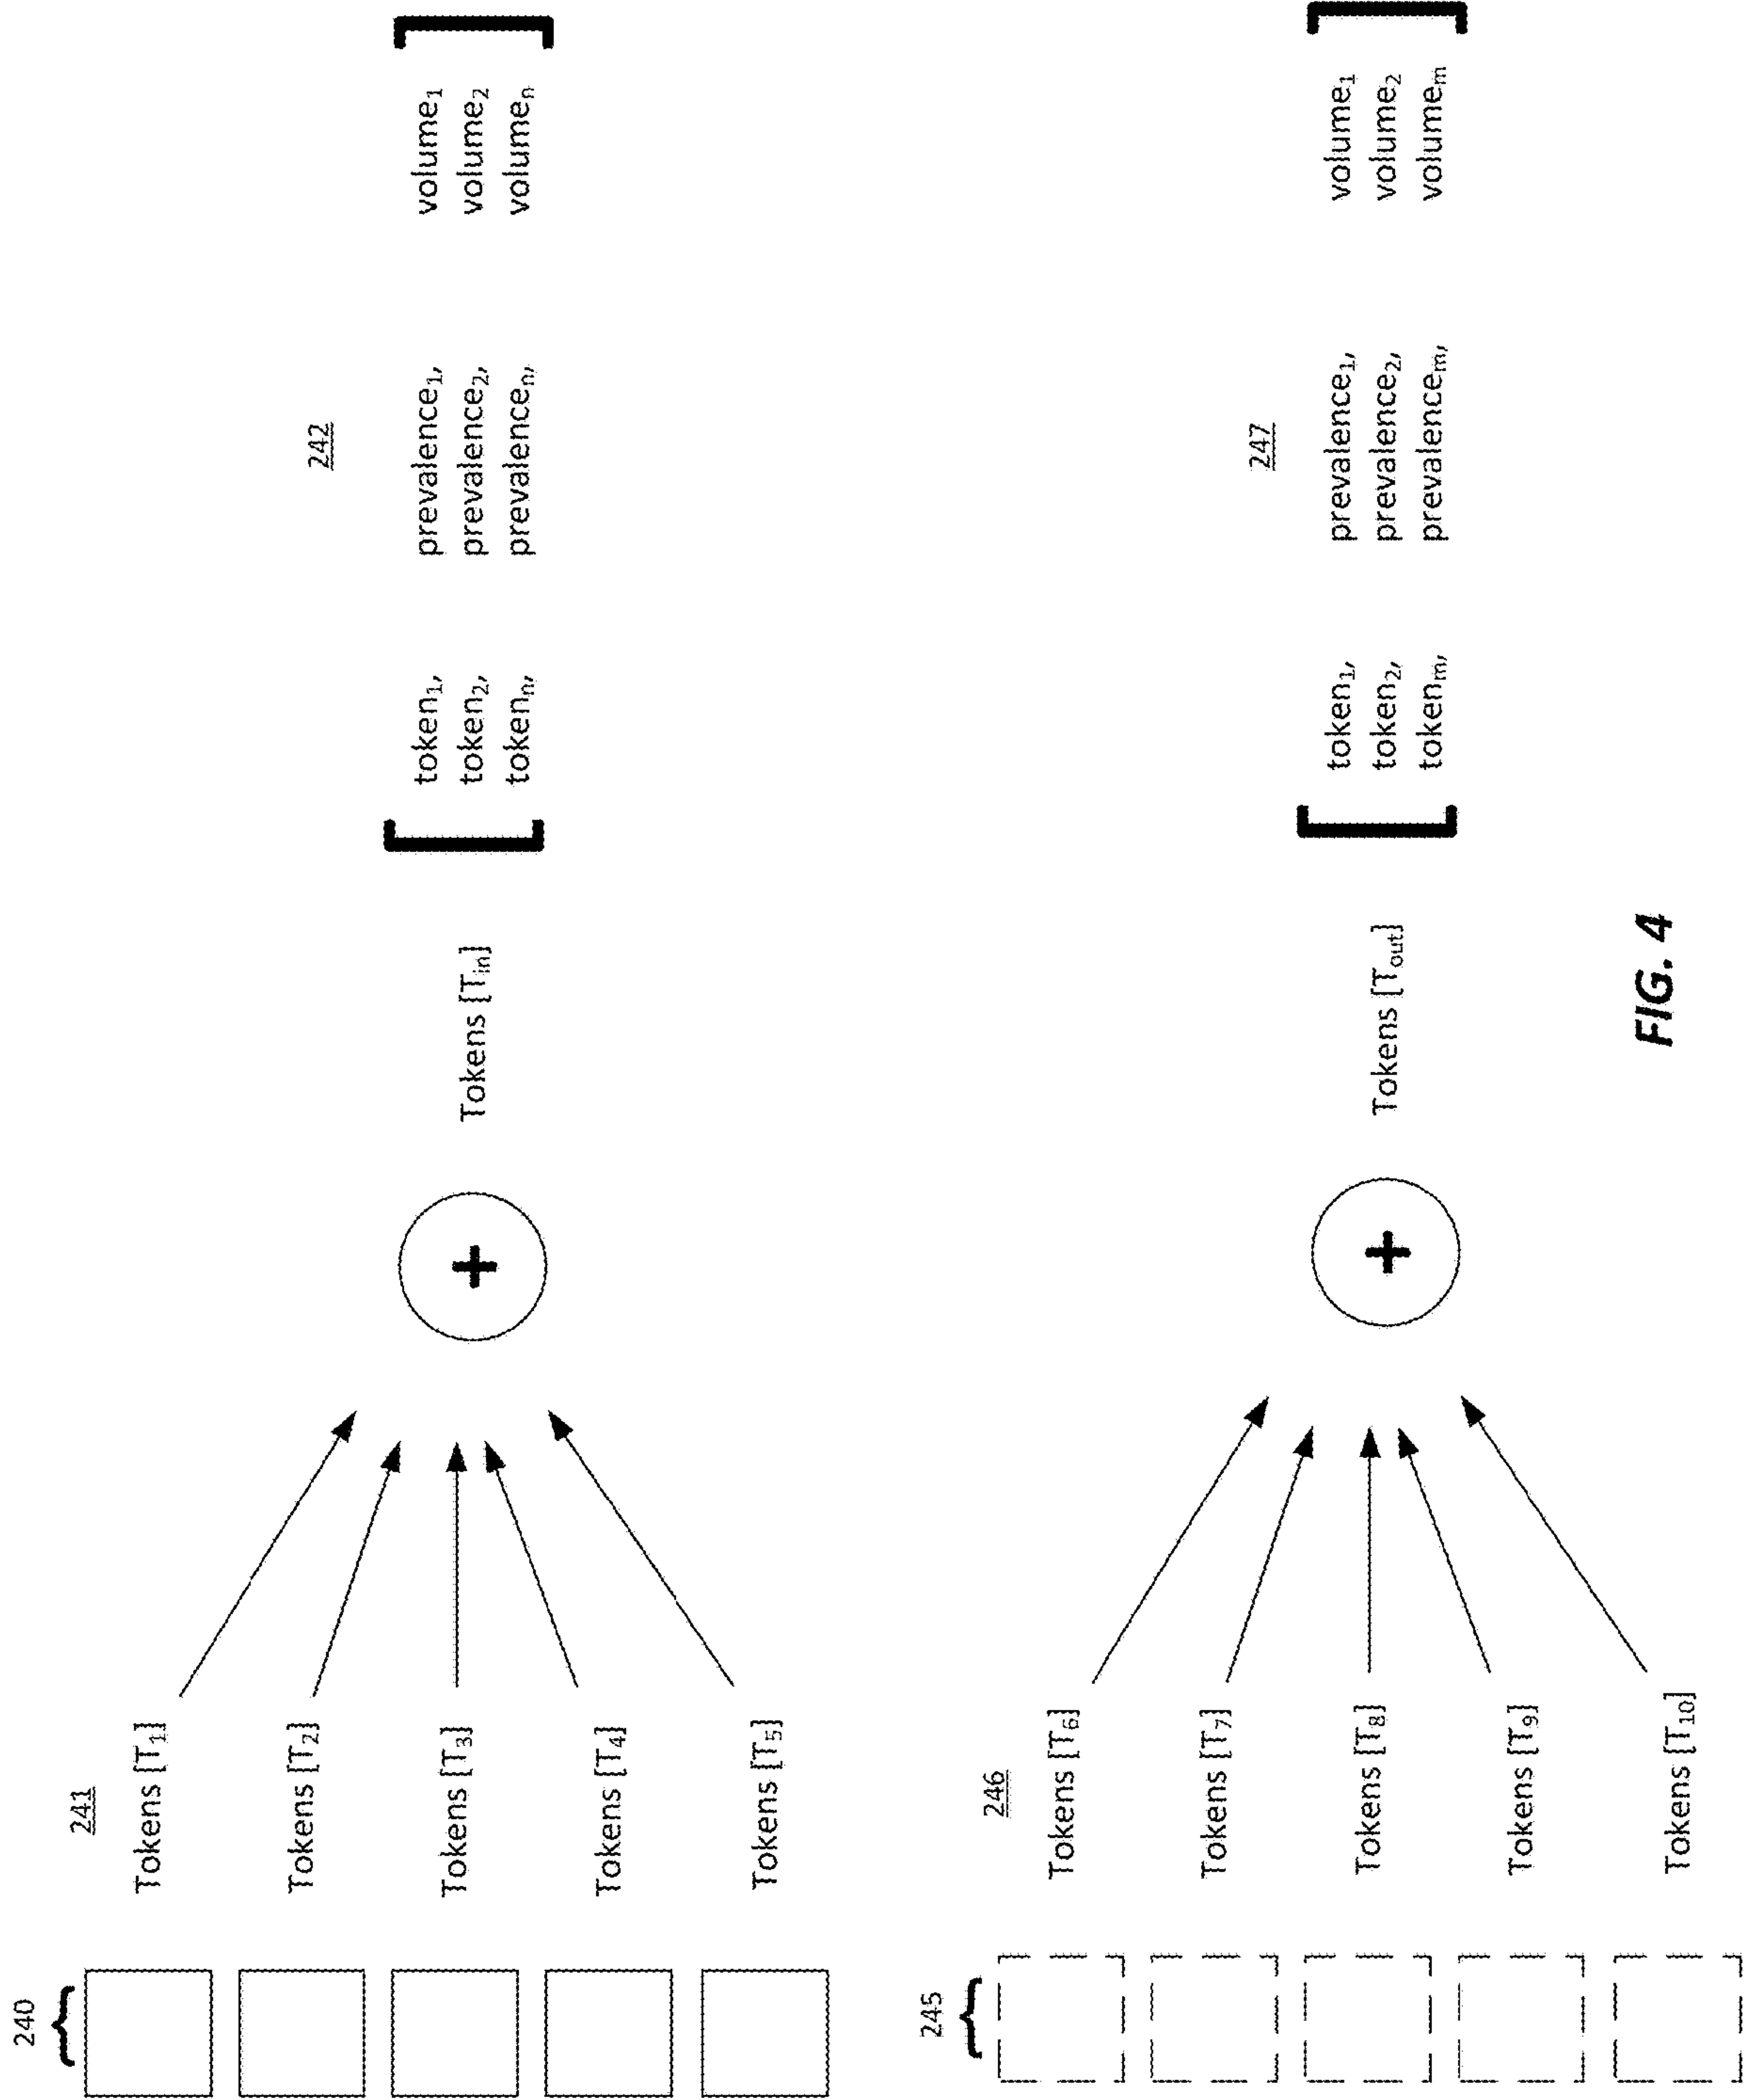 240
241
Tokens [T1]
Tokens [T2]
Tokens [T3]
Tokens [T4]
Tokens [T5]
+
Tokens [Tin]
242
token1, prevalence1, volume1
token2, prevalence2, volume2
tokenn, prevalencen, volumen
245
246
Tokens [T6]
Tokens [T7]
Tokens [T8]
Tokens [T9]
Tokens [T10]
+
Tokens [Tout]
247
token1, prevalence1, volume1
token2, prevalence2, volume2
tokenm, prevalencem, volumem
FIG. 4